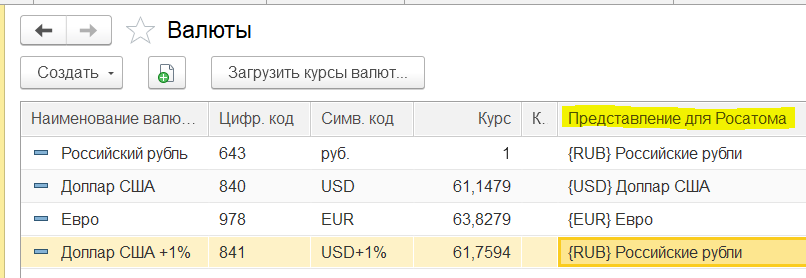 Валюты
Создать
Загрузить курсы валют...
Наименование валю... Цифр. код Симв. код Курс К. Представление для Росатома
Российский рубль 643 руб. 1 {RUB} Российские рубли
Доллар США 840 USD 61,1479 {USD} Доллар США
Евро 978 EUR 63,8279 {EUR} Евро
Доллар США +1% 841 USD+1% 61,7594 {RUB} Российские рубли